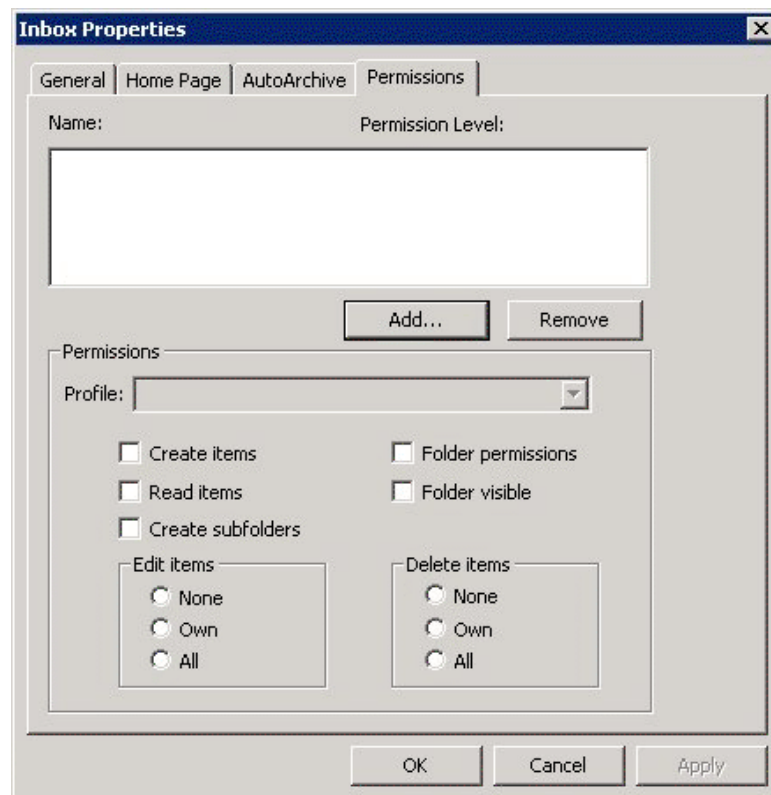 Inbox Properties
General Home Page AutoArchive Permissions
Name: Permission Level:
Add... Remove
Permissions
Profile:
Create items Folder permissions
Read items Folder visible
Create subfolders
Edit items Delete items
None None
Own Own
All All
OK Cancel Apply